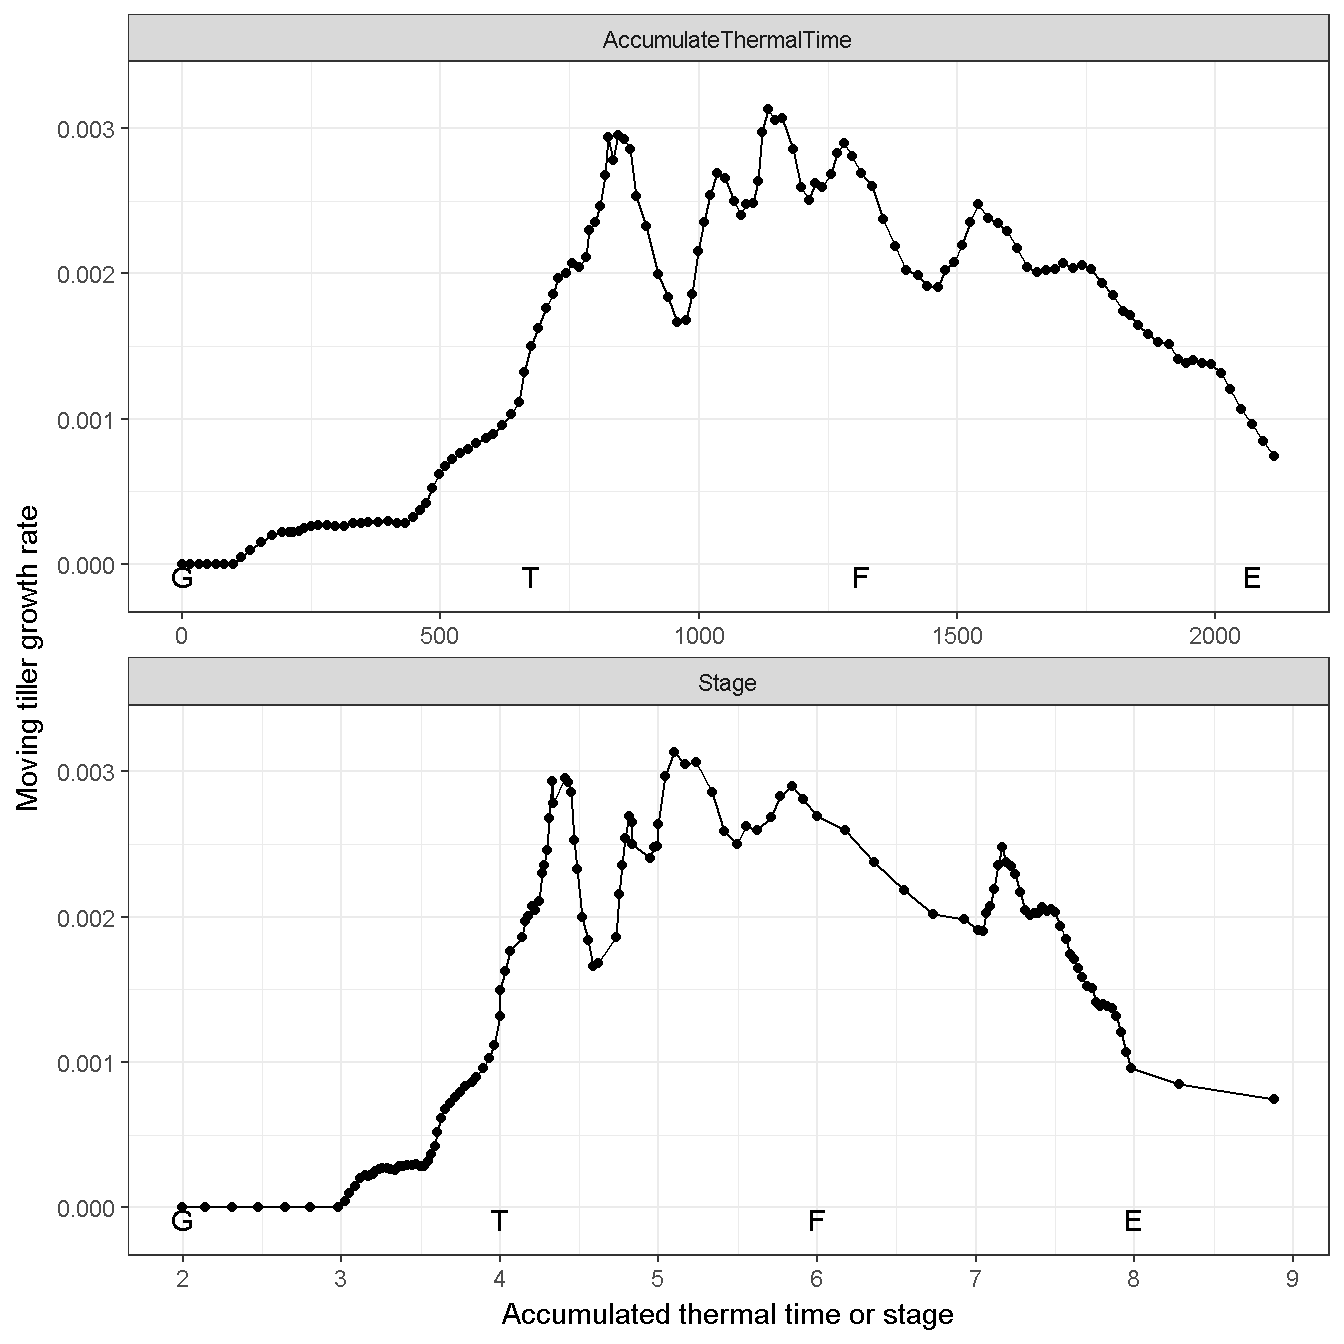 AccumulateThermalTime
0.003
0.002
0.001
0.000
G T F E
0 500 1000 1500 2000
Moving tiller growth rate
Stage
0.003
0.002
0.001
0.000
G T F E
2 3 4 5 6 7 8 9
Accumulated thermal time or stage